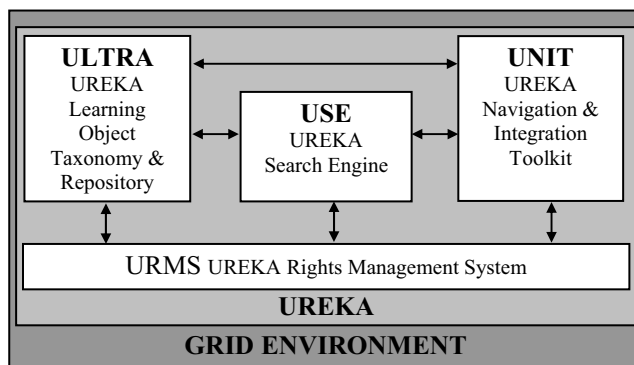 ULTRA
UREKA
Learning
Object
Taxonomy &
Repository
USE
UREKA
Search Engine
UNIT
UREKA
Navigation &
Integration
Toolkit
URMS UREKA Rights Management System
UREKA
GRID ENVIRONMENT